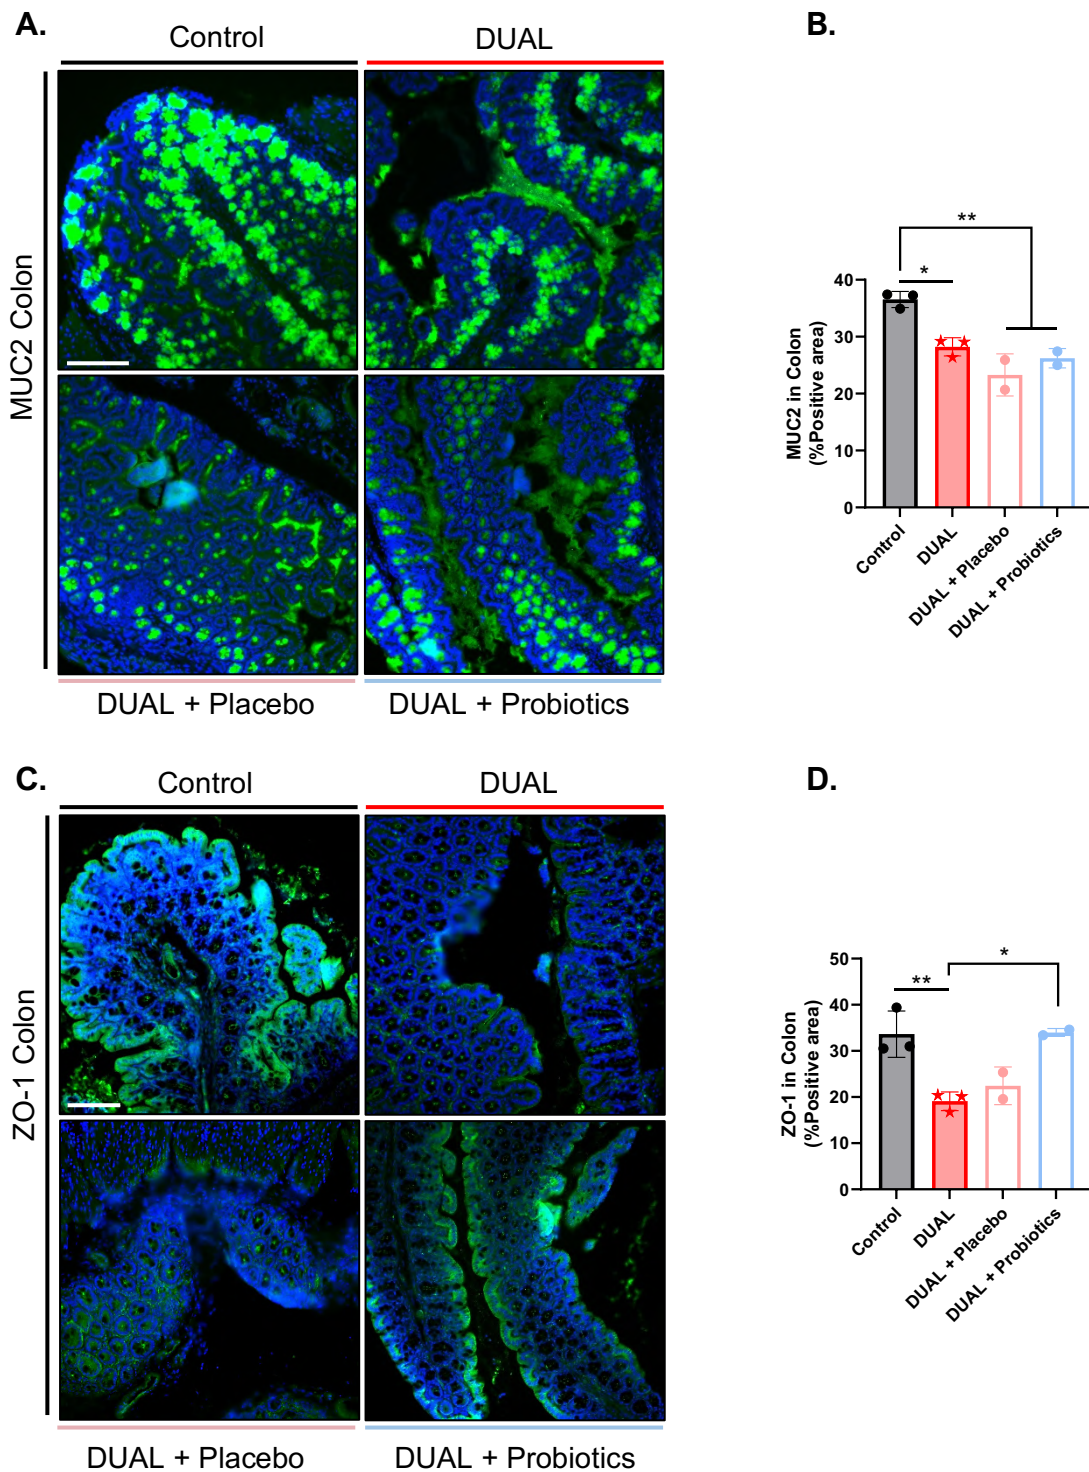 A.
Control
DUAL
MUC2 Colon
DUAL + Placebo
DUAL + Probiotics
B.
**
*
MUC2 in Colon
(%Positive area)
40
30
20
10
0
Control
DUAL
DUAL + Placebo
DUAL + Probiotics
C.
Control
DUAL
ZO-1 Colon
DUAL + Placebo
DUAL + Probiotics
D.
*
**
ZO-1 in Colon
(%Positive area)
50
40
30
20
10
0
Control
DUAL
DUAL + Placebo
DUAL + Probiotics